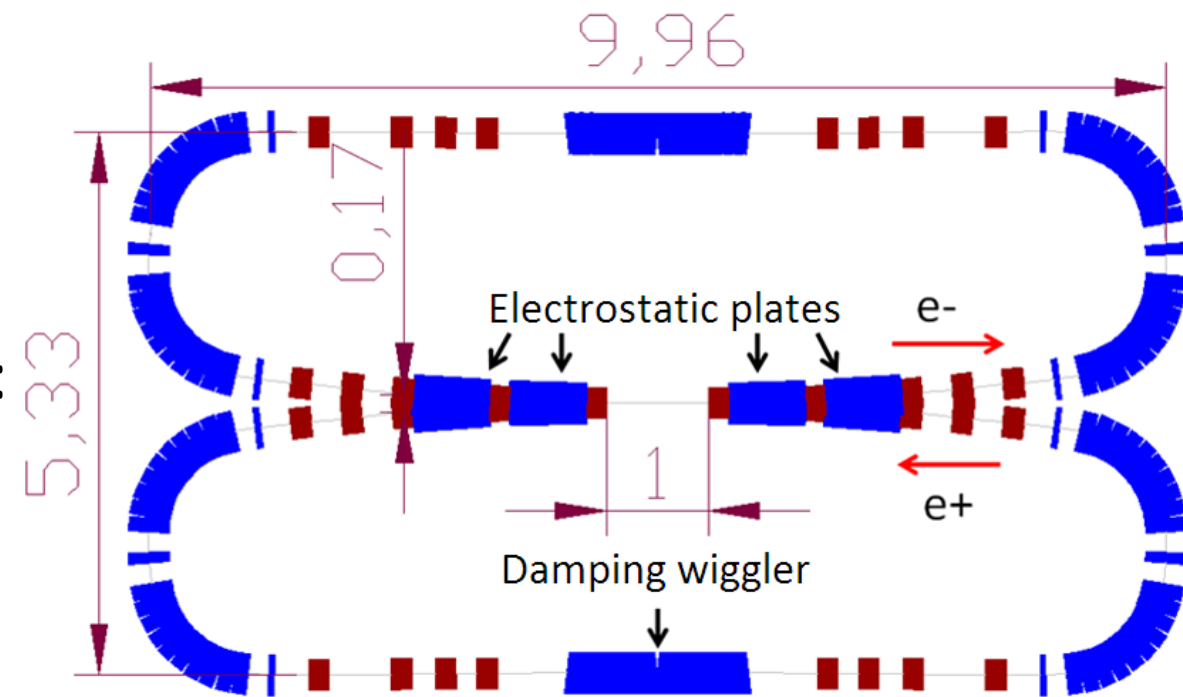 9,96
0,17
Electrostatic plates
e-
5,33
:
1
e+
Damping wiggler